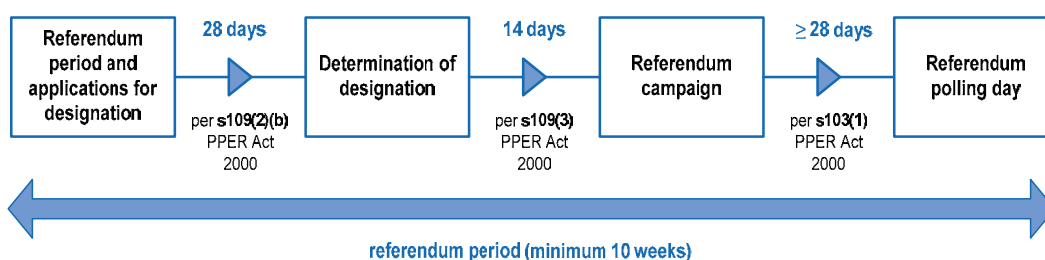 Referendum
period and
applications for
designation
28 days
per s109(2)(b)
PPER Act
2000
Determination of
designation
14 days
per s109(3)
PPER Act
2000
Referendum
campaign
≥ 28 days
per s103(1)
PPER Act
2000
Referendum
polling day
referendum period (minimum 10 weeks)